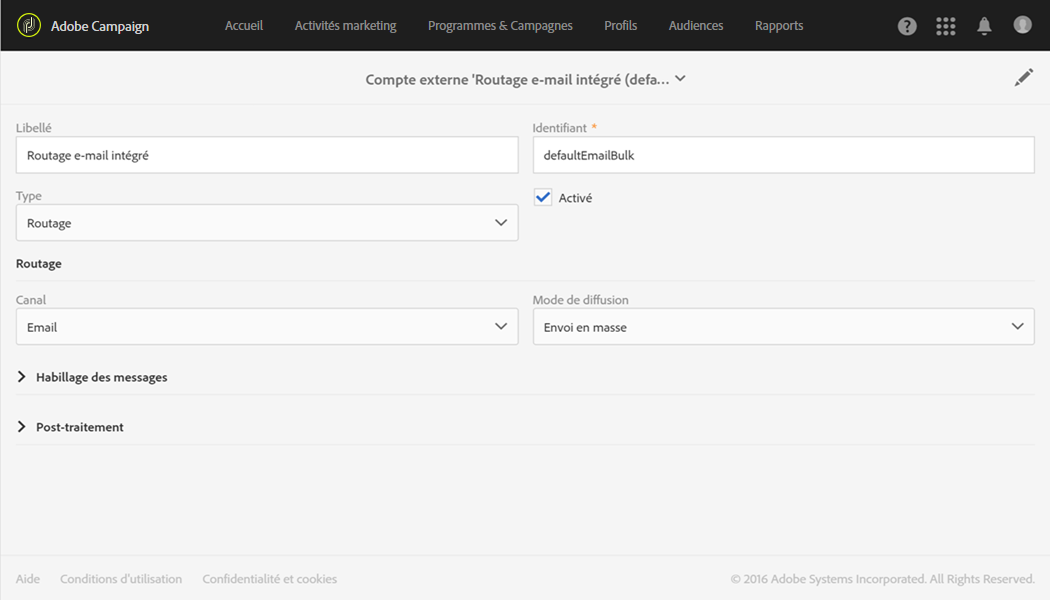 Adobe Campaign Accueil Activités marketing Programmes & Campagnes Profils Audiences Rapports ?
Compte externe 'Routage e-mail intégré (defa...
Libellé Identifiant *
Routage e-mail intégré defaultEmailBulk
Type
Activé
Routage
Routage
Canal Mode de diffusion
Email Envoi en masse
Habillage des messages
Post-traitement
Aide Conditions d'utilisation Confidentialité et cookies © 2016 Adobe Systems Incorporated. All Rights Reserved.